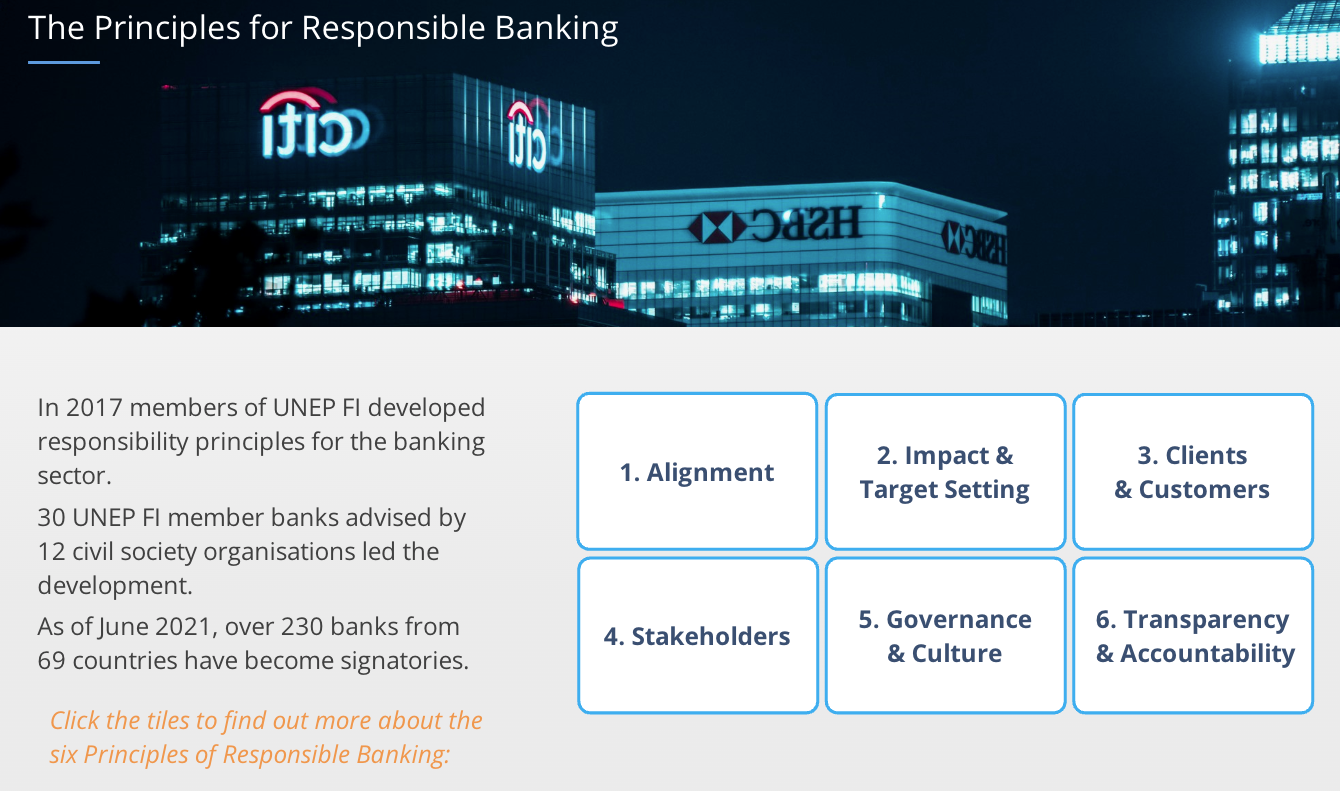 The Principles for Responsible Banking
citi
citi
HSBC
HSBC
In 2017 members of UNEP FI developed
responsibility principles for the banking
sector.
30 UNEP FI member banks advised by
12 civil society organisations led the
development.
As of June 2021, over 230 banks from
69 countries have become signatories.
Click the tiles to find out more about the
six Principles of Responsible Banking:
1. Alignment
2. Impact &
Target Setting
3. Clients
& Customers
4. Stakeholders
5. Governance
& Culture
6. Transparency
& Accountability